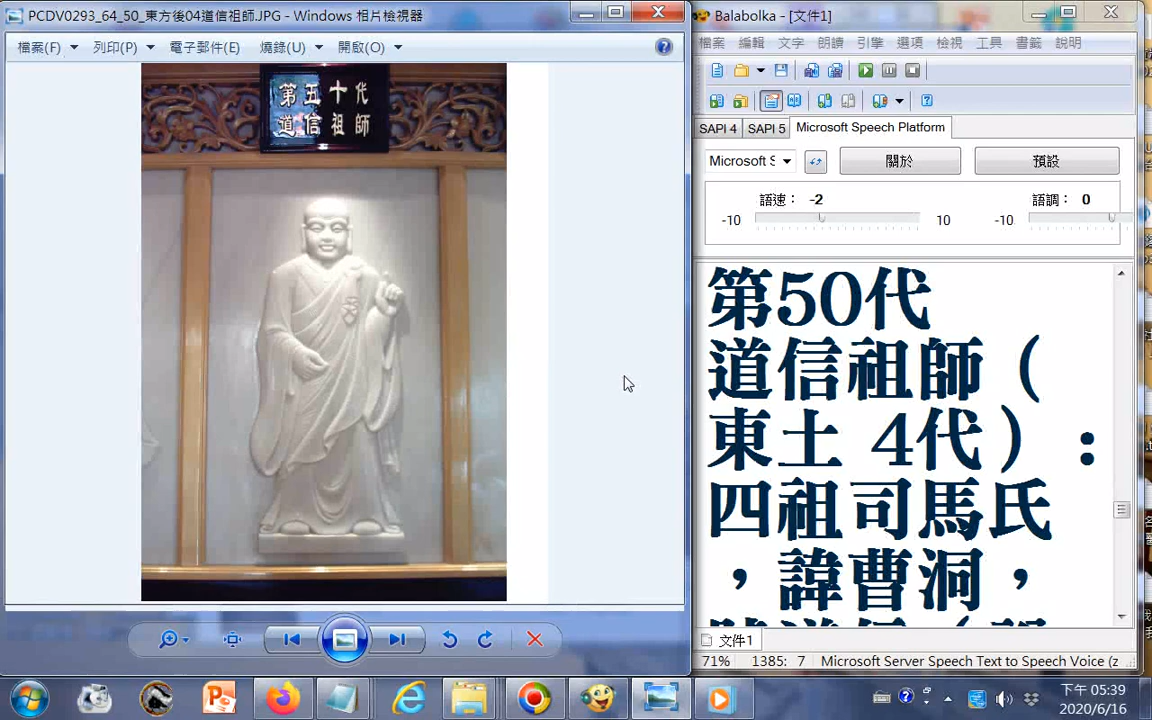 PCDV0293_64_50_東方後04道信祖師.JPG - Windows 相片檢視器
檔案(F) 列印(P) 電子郵件(E) 燒錄(U) 開啟(O)
第五十代
道信祖師
Balabolka - [文件1]
檔案 編輯 文字 朗讀 引擎 選項 檢視 工具 書籤 說明
SAPI 4 SAPI 5 Microsoft Speech Platform
Microsoft S 關於 預設
語速： -2 語調： 0
-10 10 -10
第50代
道信祖師（
東土 4代）：
四祖司馬氏
，諱曹洞，
文件1
71% 1385: 7 Microsoft Server Speech Text to Speech Voice (z
下午 05:39
2020/6/16